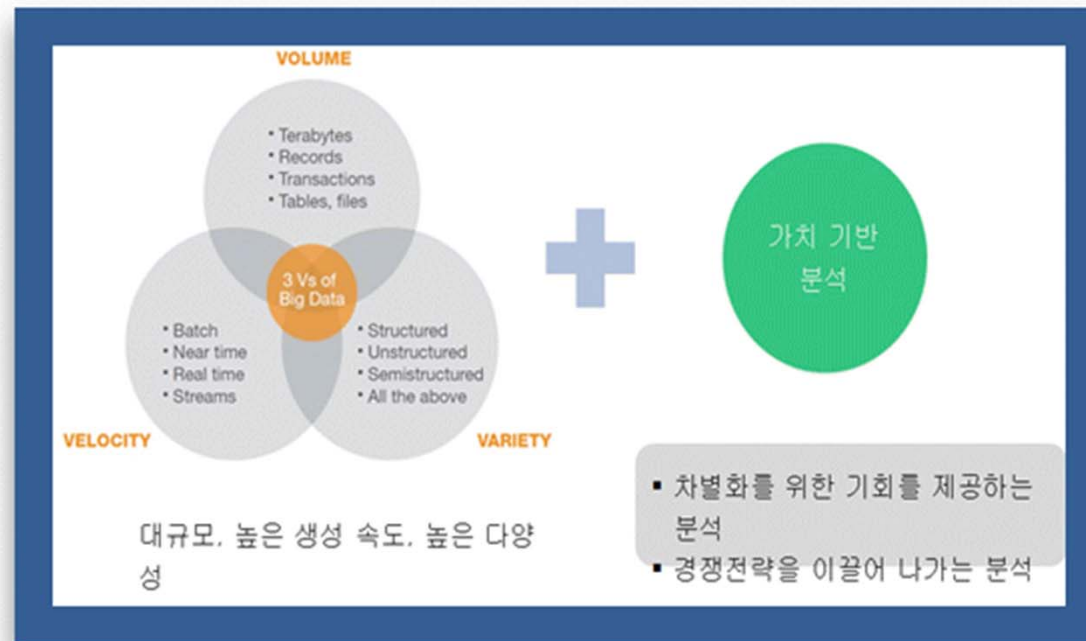 VOLUME
▪ Terabytes
▪ Records
▪ Transactions
▪ Tables, files
3 Vs of
Big Data
▪ Batch
▪ Near time
▪ Real time
▪ Streams
▪ Structured
▪ Unstructured
▪ Semistructured
▪ All the above
VELOCITY
VARIETY
대규모, 높은 생성 속도, 높은 다양
성
가치 기반
분석
▪ 차별화를 위한 기회를 제공하는
분석
▪ 경쟁전략을 이끌어 나가는 분석